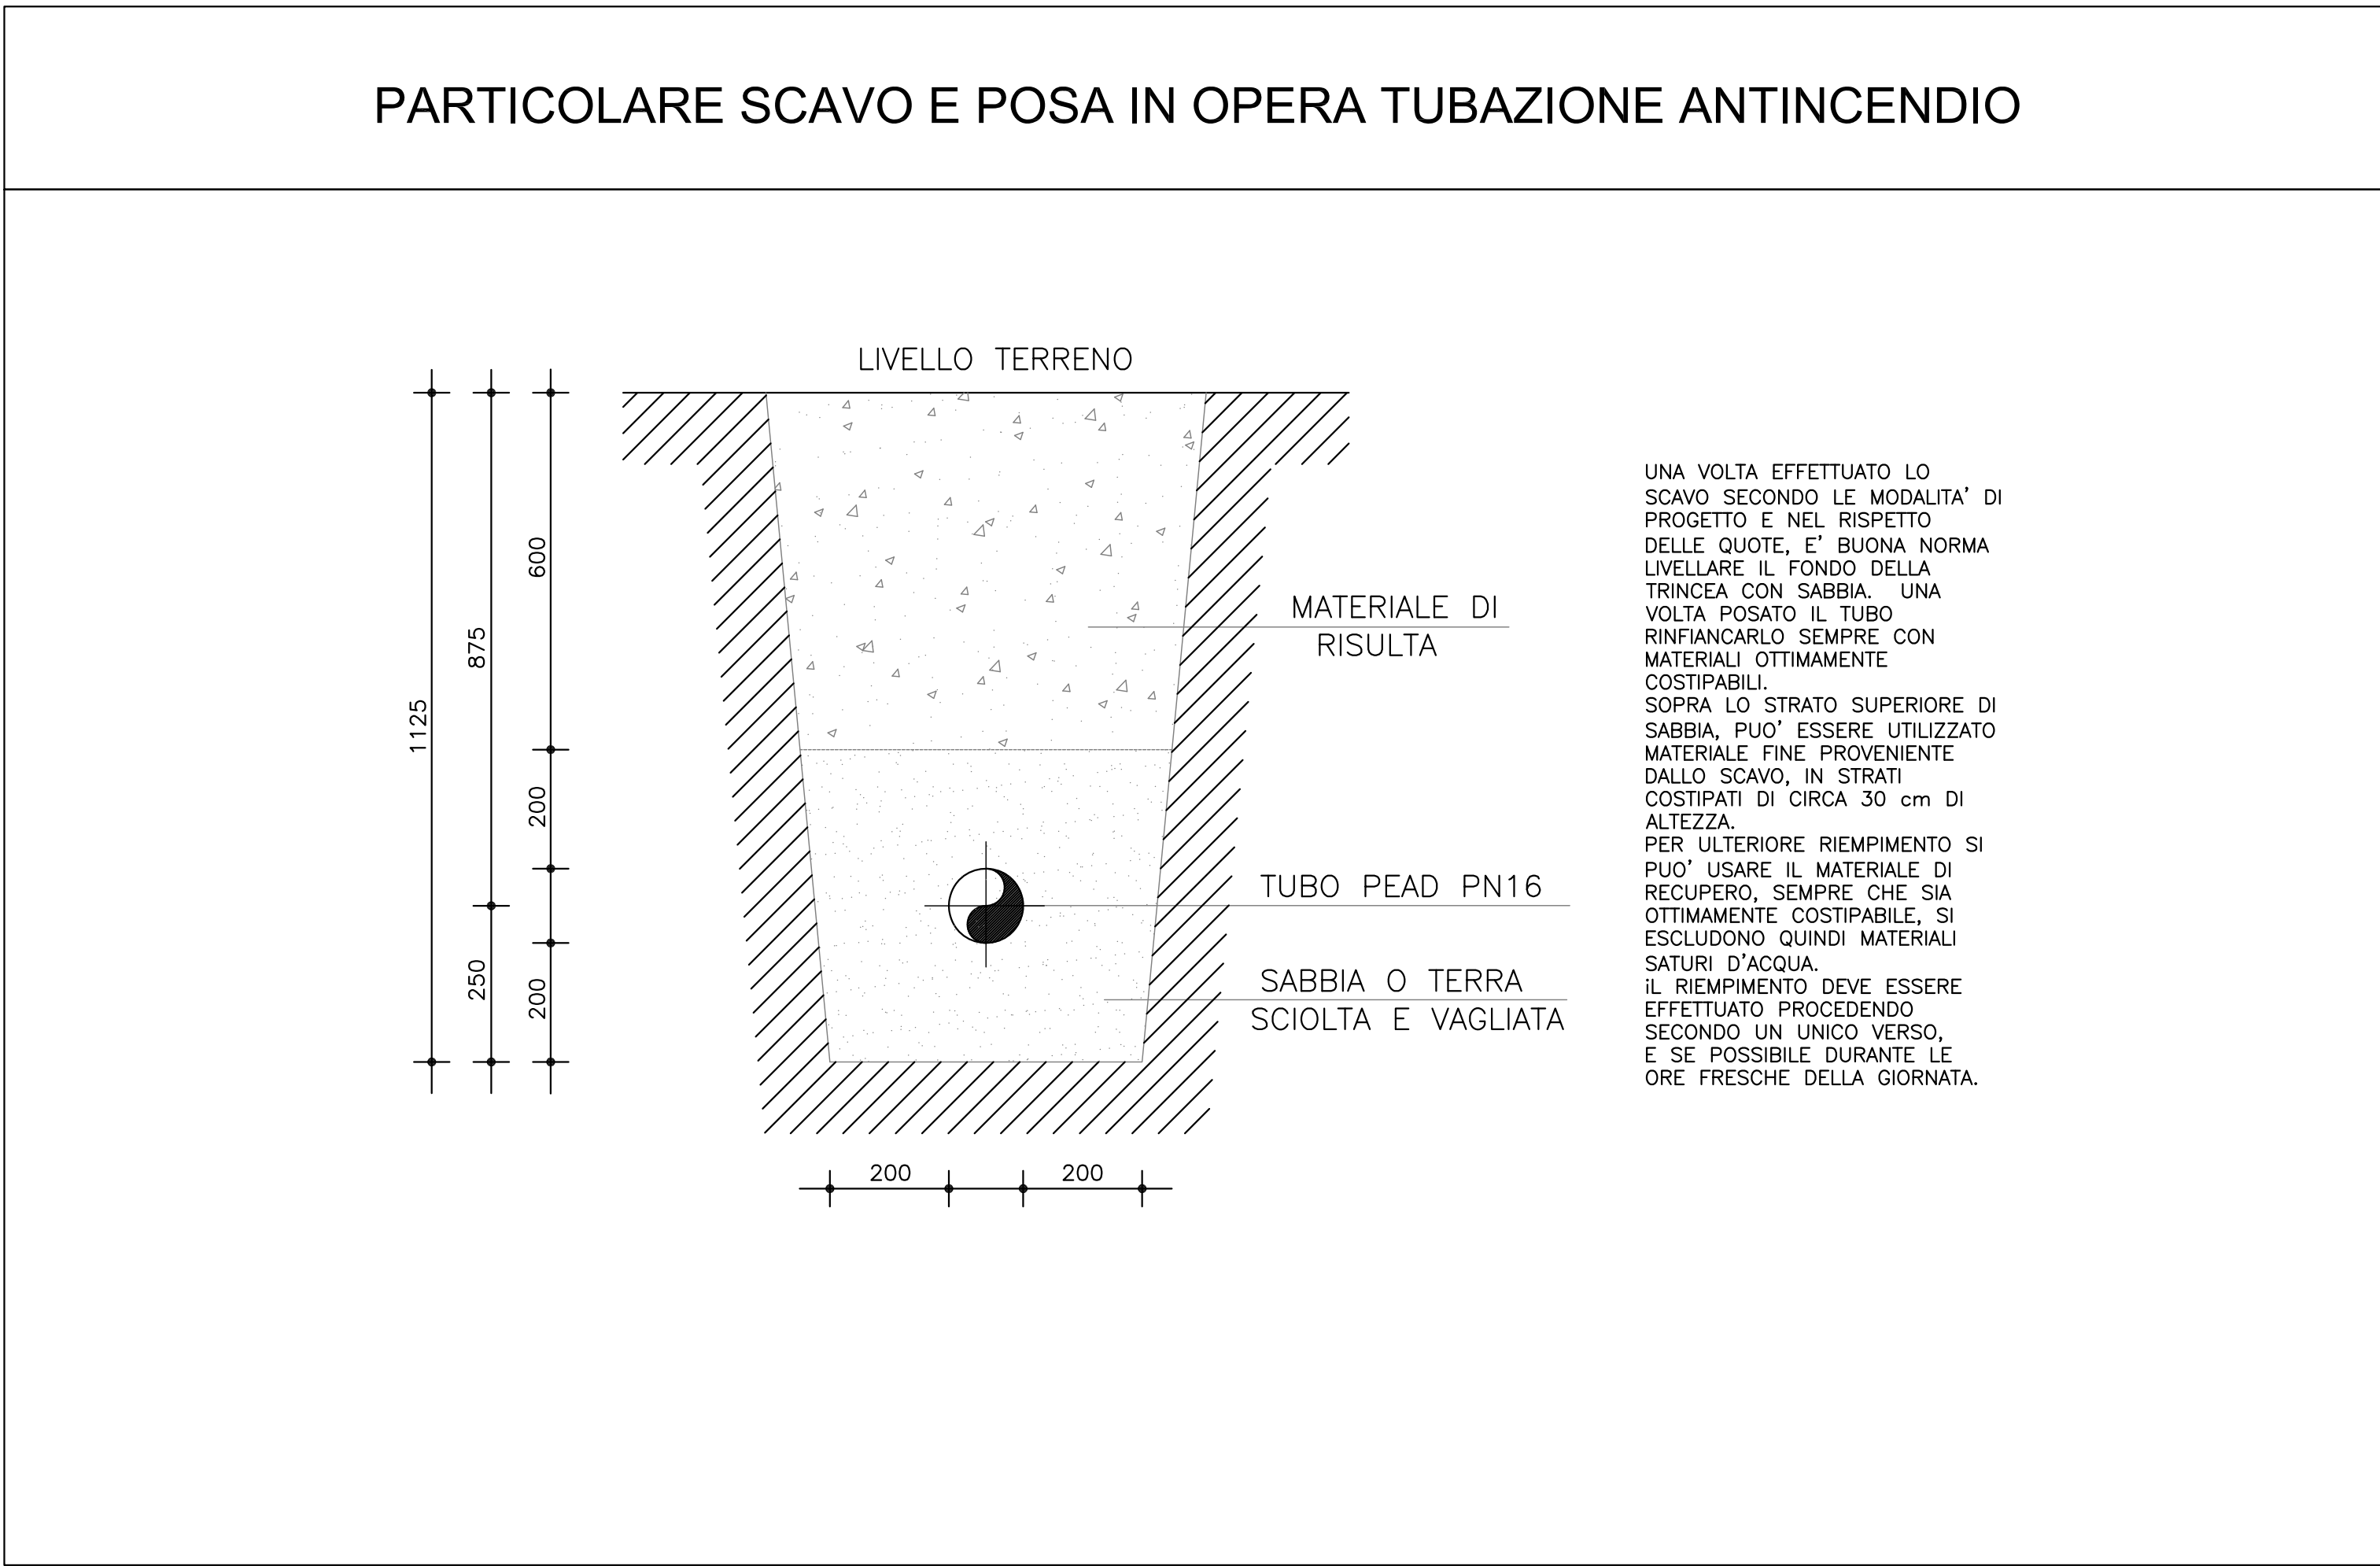 PARTICOLARE SCAVO E POSA IN OPERA TUBAZIONE ANTINCENDIO
LIVELLO TERRENO
600
875
1125
200
250
200
MATERIALE DI
RISULTA
TUBO PEAD PN16
SABBIA O TERRA
SCIOLTA E VAGLIATA
200
200
UNA VOLTA EFFETTUATO LO
SCAVO SECONDO LE MODALITA' DI
PROGETTO E NEL RISPETTO
DELLE QUOTE, E' BUONA NORMA
LIVELLARE IL FONDO DELLA
TRINCEA CON SABBIA. UNA
VOLTA POSATO IL TUBO
RINFIANCARLO SEMPRE CON
MATERIALI OTTIMAMENTE
COSTIPABILI.
SOPRA LO STRATO SUPERIORE DI
SABBIA, PUO' ESSERE UTILIZZATO
MATERIALE FINE PROVENIENTE
DALLO SCAVO, IN STRATI
COSTIPATI DI CIRCA 30 cm DI
ALTEZZA.
PER ULTERIORE RIEMPIMENTO SI
PUO' USARE IL MATERIALE DI
RECUPERO, SEMPRE CHE SIA
OTTIMAMENTE COSTIPABILE, SI
ESCLUDONO QUINDI MATERIALI
SATURI D'ACQUA.
iL RIEMPIMENTO DEVE ESSERE
EFFETTUATO PROCEDENDO
SECONDO UN UNICO VERSO,
E SE POSSIBILE DURANTE LE
ORE FRESCHE DELLA GIORNATA.